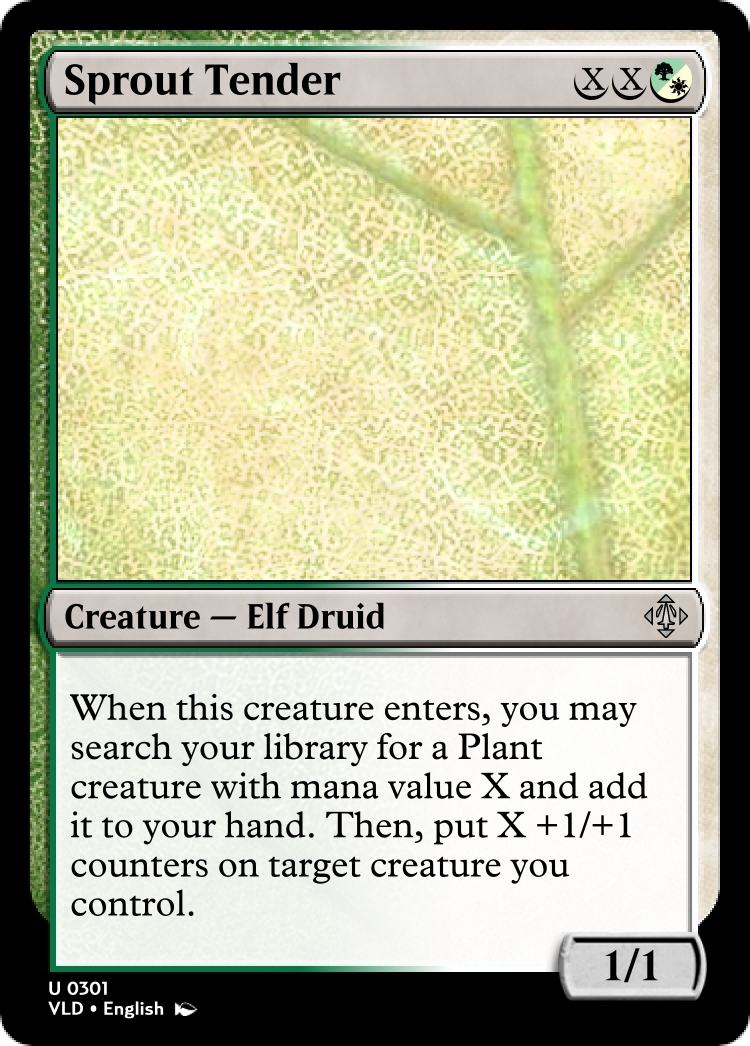 Sprout Tender XX
Creature — Elf Druid
When this creature enters, you may
search your library for a Plant
creature with mana value X and add
it to your hand. Then, put X +1/+1
counters on target creature you
control.
1/1
U 0301
VLD • English